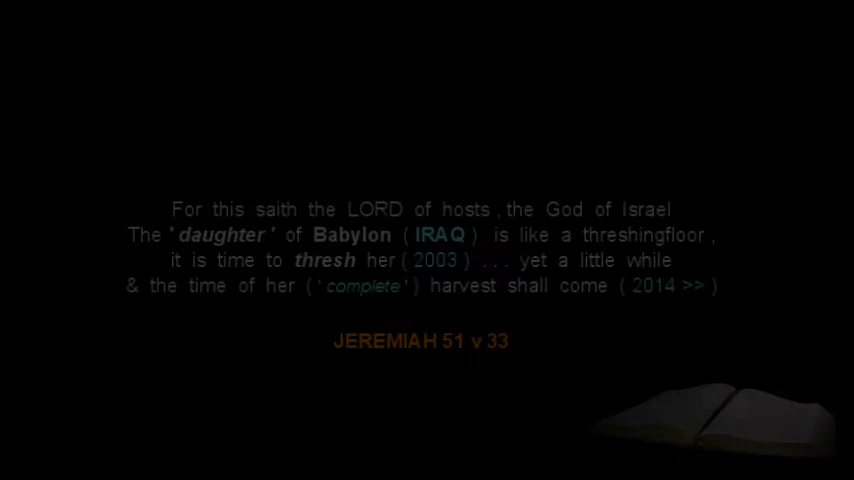 For this saith the LORD of hosts , the God of Israel
The ' daughter ' of Babylon ( IRAQ ) is like a threshingfloor ,
it is time to thresh her ( 2003 ) . . . yet a little while
& the time of her ( ' complete ' ) harvest shall come ( 2014 >> )
JEREMIAH 51 v 33